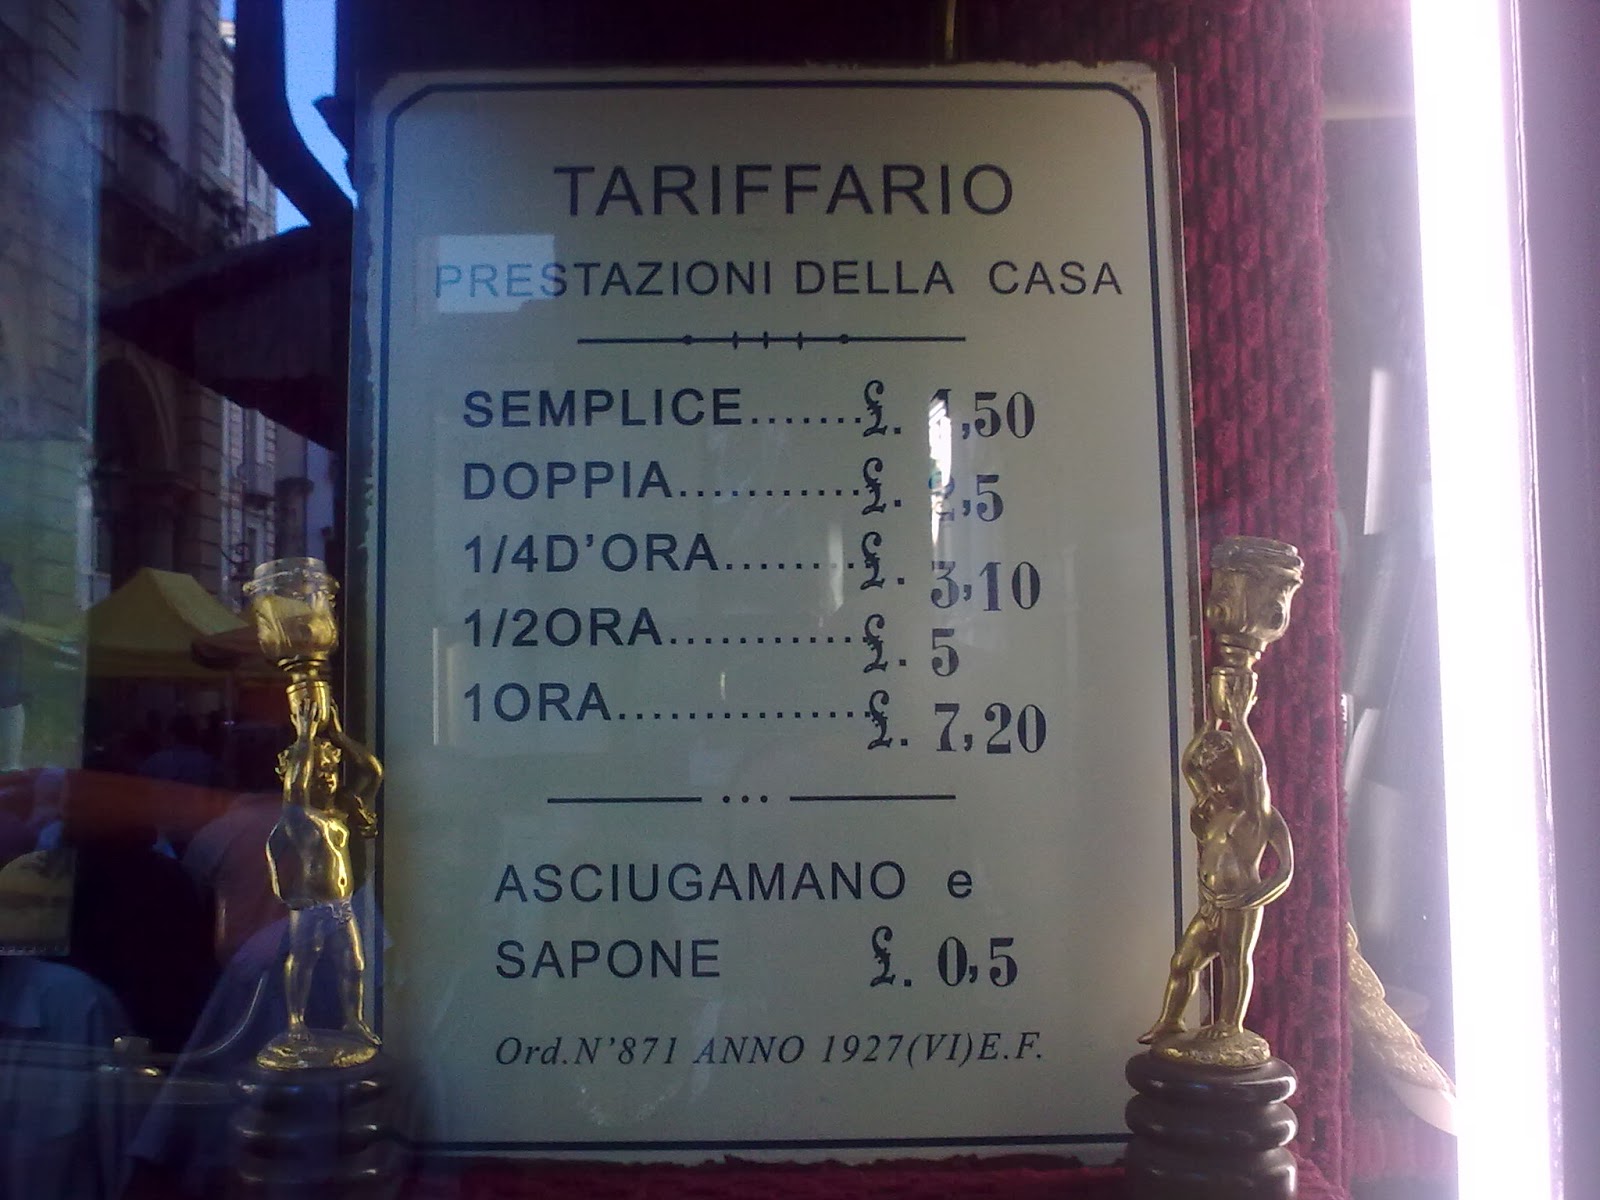 TARIFFARIO
PRESTAZIONI DELLA CASA
SEMPLICE.......£. 1,50
DOPPIA...........£. 2,5
1/4D'ORA.......£. 3,10
1/2ORA............£. 5
1ORA...............£. 7,20
ASCIUGAMANO e
SAPONE £. 0,5
Ord.N'871 ANNO 1927(VI)E.F.